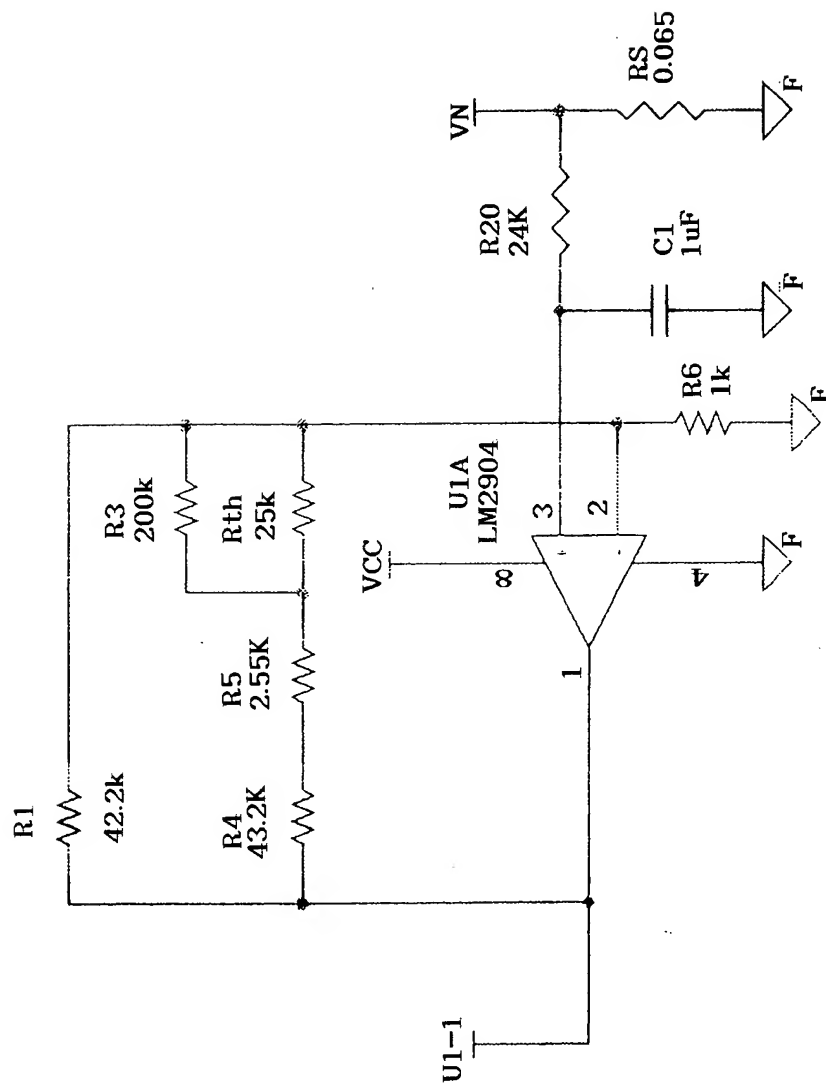 R1
42.2k
R3
200k
Rth
25k
R5
2.55K
R4
43.2K
U1-1
VCC
U1A
LM2904
8
3
2
1
4
+
-
R6
1k
F
F
C1
1uF
F
R20
24K
VN
RS
0.065
F